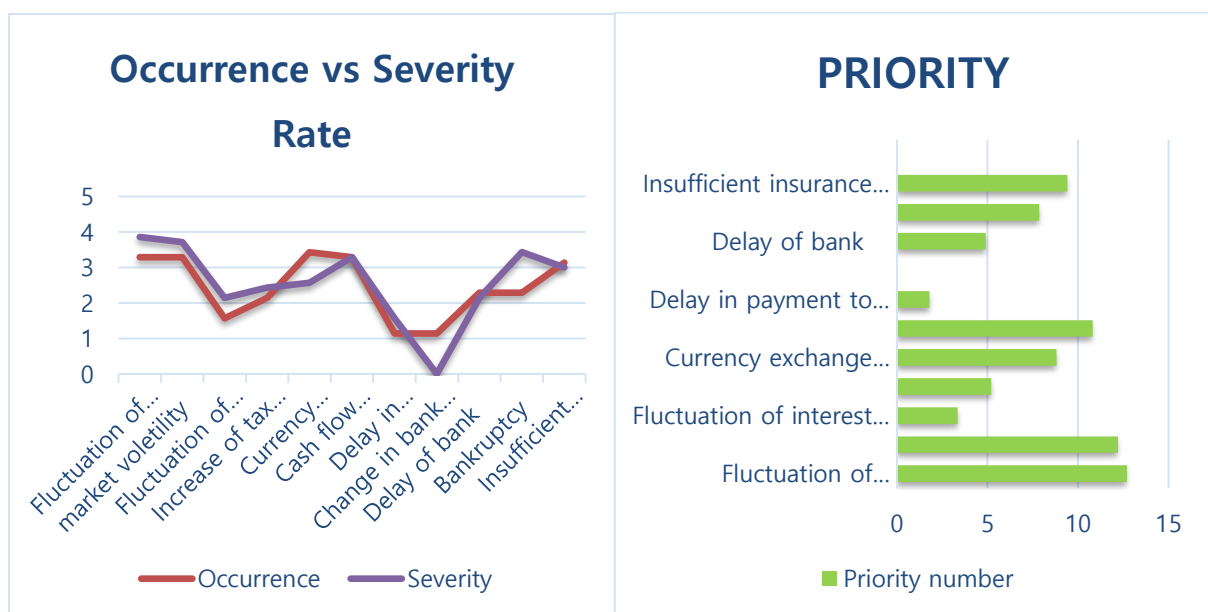 Occurrence vs Severity
Rate
5
4
3
2
1
0
Fluctuation of...
market voletility
Fluctuation of...
Increase of tax...
Currency...
Cash flow...
Delay in...
Change in bank...
Delay of bank
Bankruptcy
Insufficient...
Occurrence
Severity
PRIORITY
Insufficient insurance...
Delay of bank
Delay in payment to...
Currency exchange...
Fluctuation of interest...
Fluctuation of...
0 5 10 15
Priority number